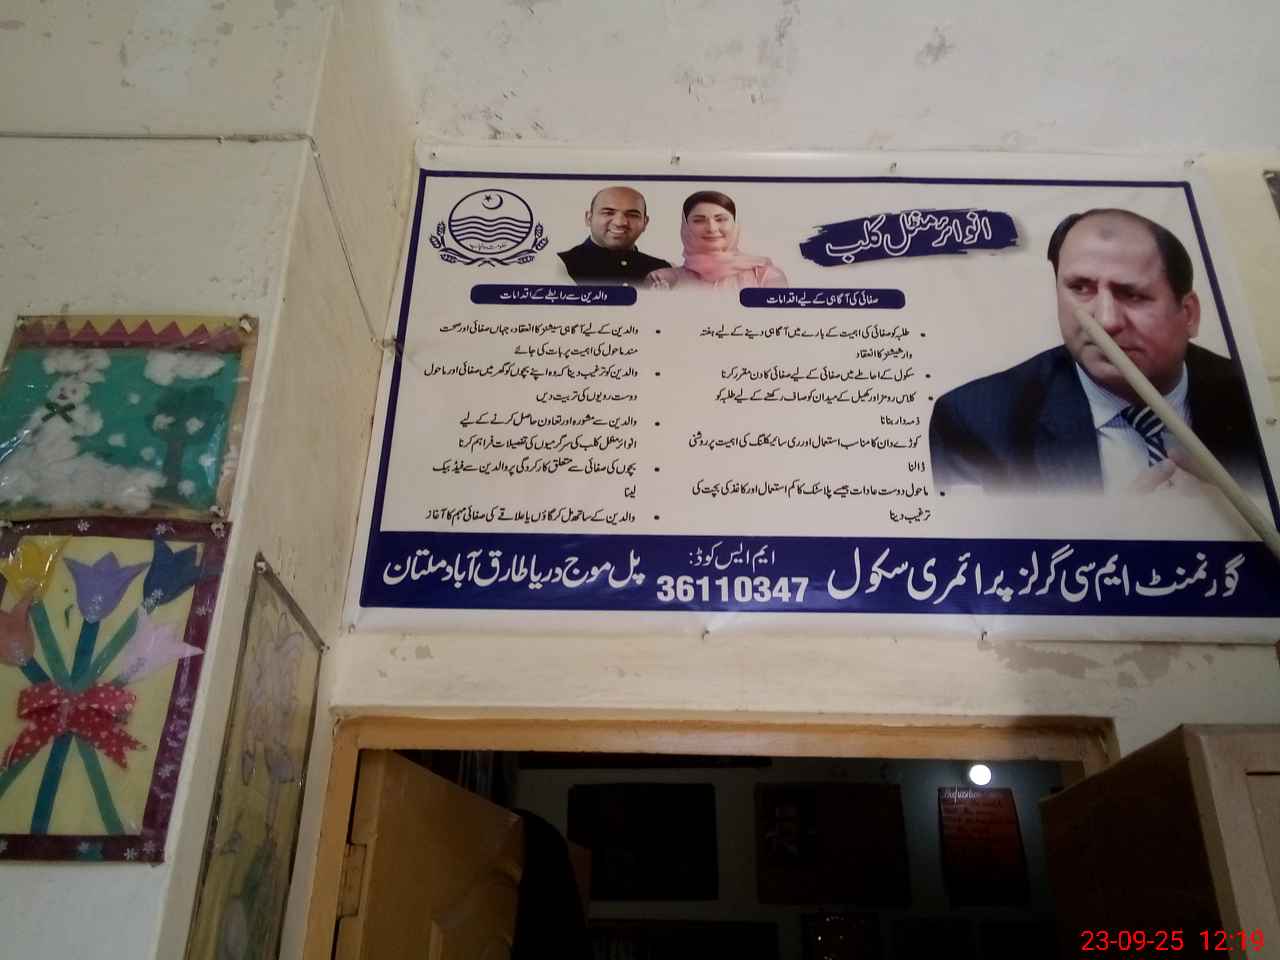 حکومت پنجاب
انوائرمنٹل کلب
صفائی کی آگاہی کے لیے اقدامات
طلبہ کو صفائی کی اہمیت کے بارے میں آگاہی دینے کے لیے ہفتہ
وار میٹنگز کا انعقاد
سکول کے احاطے میں صفائی کے لیے صفائی کا دن مقرر کرنا
کلاس رومز اور کھیل کے میدان کو صاف رکھنے کے لیے طلبہ کو
ذمہ دار بنانا
کوڑے دان کا مناسب استعمال اور ری سائیکلنگ کی اہمیت پر روشنی
ڈالنا
ماحول دوست عادات جیسے پلاسٹک کا کم استعمال اور کاغذ کی بچت کی
ترغیب دینا
والدین سے رابطے کے اقدامات
والدین کے لیے آگاہی سیشنز کا انعقاد، جہاں صفائی اور صحت
مند ماحول کی اہمیت پر بات کی جائے
والدین کو ترغیب دینا کہ وہ اپنے بچوں کو گھر میں صفائی اور ماحول
دوست رویوں کی تربیت دیں
والدین سے مشورہ اور تعاون حاصل کرنے کے لیے
انوائرمنٹل کلب کی سرگرمیوں کی تفصیلات فراہم کرنا
بچوں کی صفائی سے متعلق کارکردگی پر والدین سے فیڈ بیک
لینا
والدین کے ساتھ مل کر گاؤں یا علاقے کی صفائی مہم کا آغاز
گورنمنٹ ایم سی گرلز پرائمری سکول
ایم ایس کوڈ:
36110347
پل موج دریا طارق آباد ملتان
23-09-25 12:19